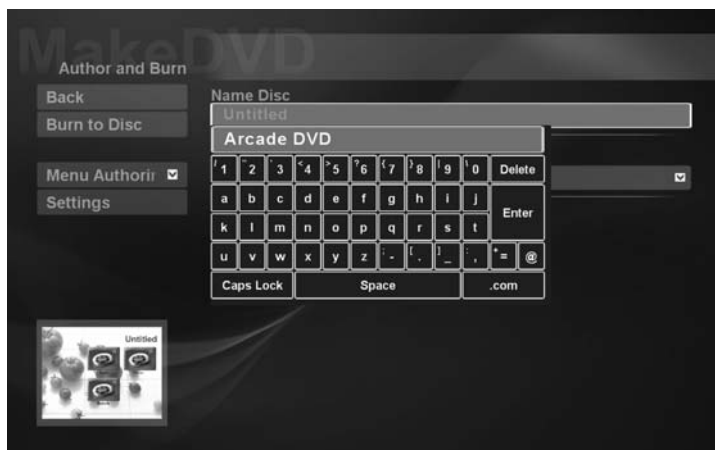 MakeDVD
Author and Burn
Back
Name Disc
Untitled
Burn to Disc
Arcade DVD
1 2 3 < 4 > 5 ? 6 { 7 } 8 | 9 \ 0 Delete
Menu Authorin
a b c d e f g h i j
Settings
Enter
k l m n o p q r s t
u v w x y z ; - [ . ] _ : , + = @
Caps Lock Space .com
Untitled